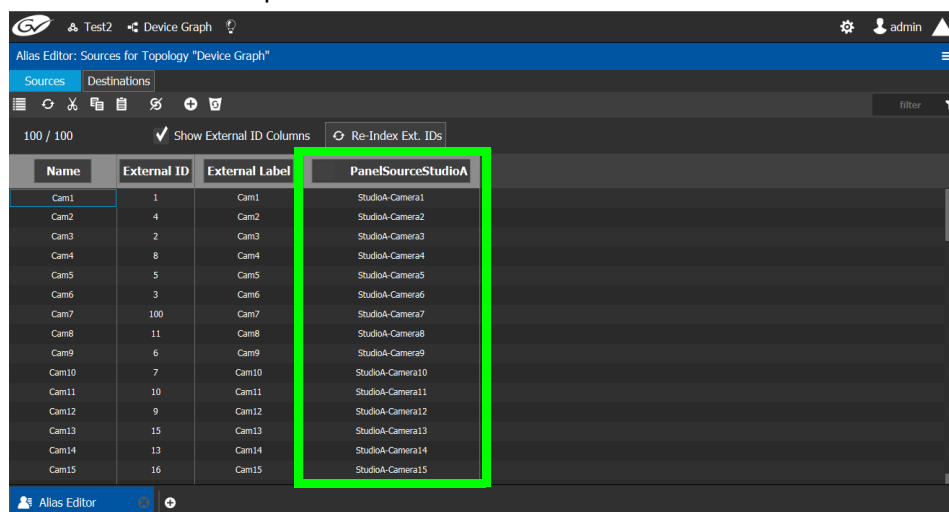 GV Test2 Device Graph admin
Alias Editor: Sources for Topology "Device Graph"
Sources Destinations
filter
100 / 100 Show External ID Columns Re-Index Ext. IDs
Name External ID External Label PanelSourceStudioA
Cam1 1 Cam1 StudioA-Camera1
Cam2 4 Cam2 StudioA-Camera2
Cam3 2 Cam3 StudioA-Camera3
Cam4 8 Cam4 StudioA-Camera4
Cam5 5 Cam5 StudioA-Camera5
Cam6 3 Cam6 StudioA-Camera6
Cam7 100 Cam7 StudioA-Camera7
Cam8 11 Cam8 StudioA-Camera8
Cam9 6 Cam9 StudioA-Camera9
Cam10 7 Cam10 StudioA-Camera10
Cam11 10 Cam11 StudioA-Camera11
Cam12 9 Cam12 StudioA-Camera12
Cam13 15 Cam13 StudioA-Camera13
Cam14 13 Cam14 StudioA-Camera14
Cam15 16 Cam15 StudioA-Camera15
Alias Editor